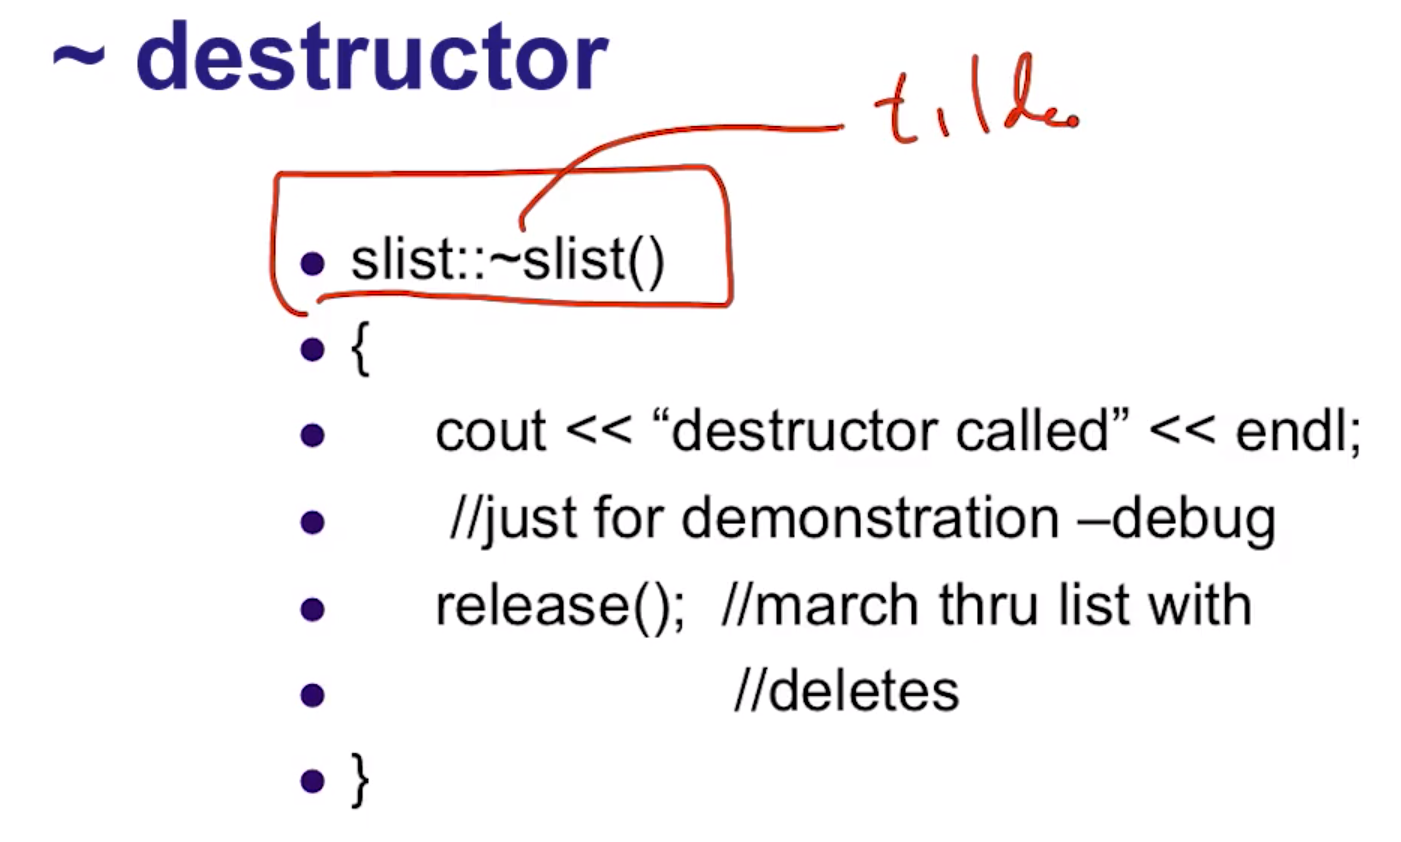 ~ destructor
tilde
• slist::~slist()
• {
• cout << “destructor called” << endl;
• //just for demonstration –debug
• release(); //march thru list with
• //deletes
• }